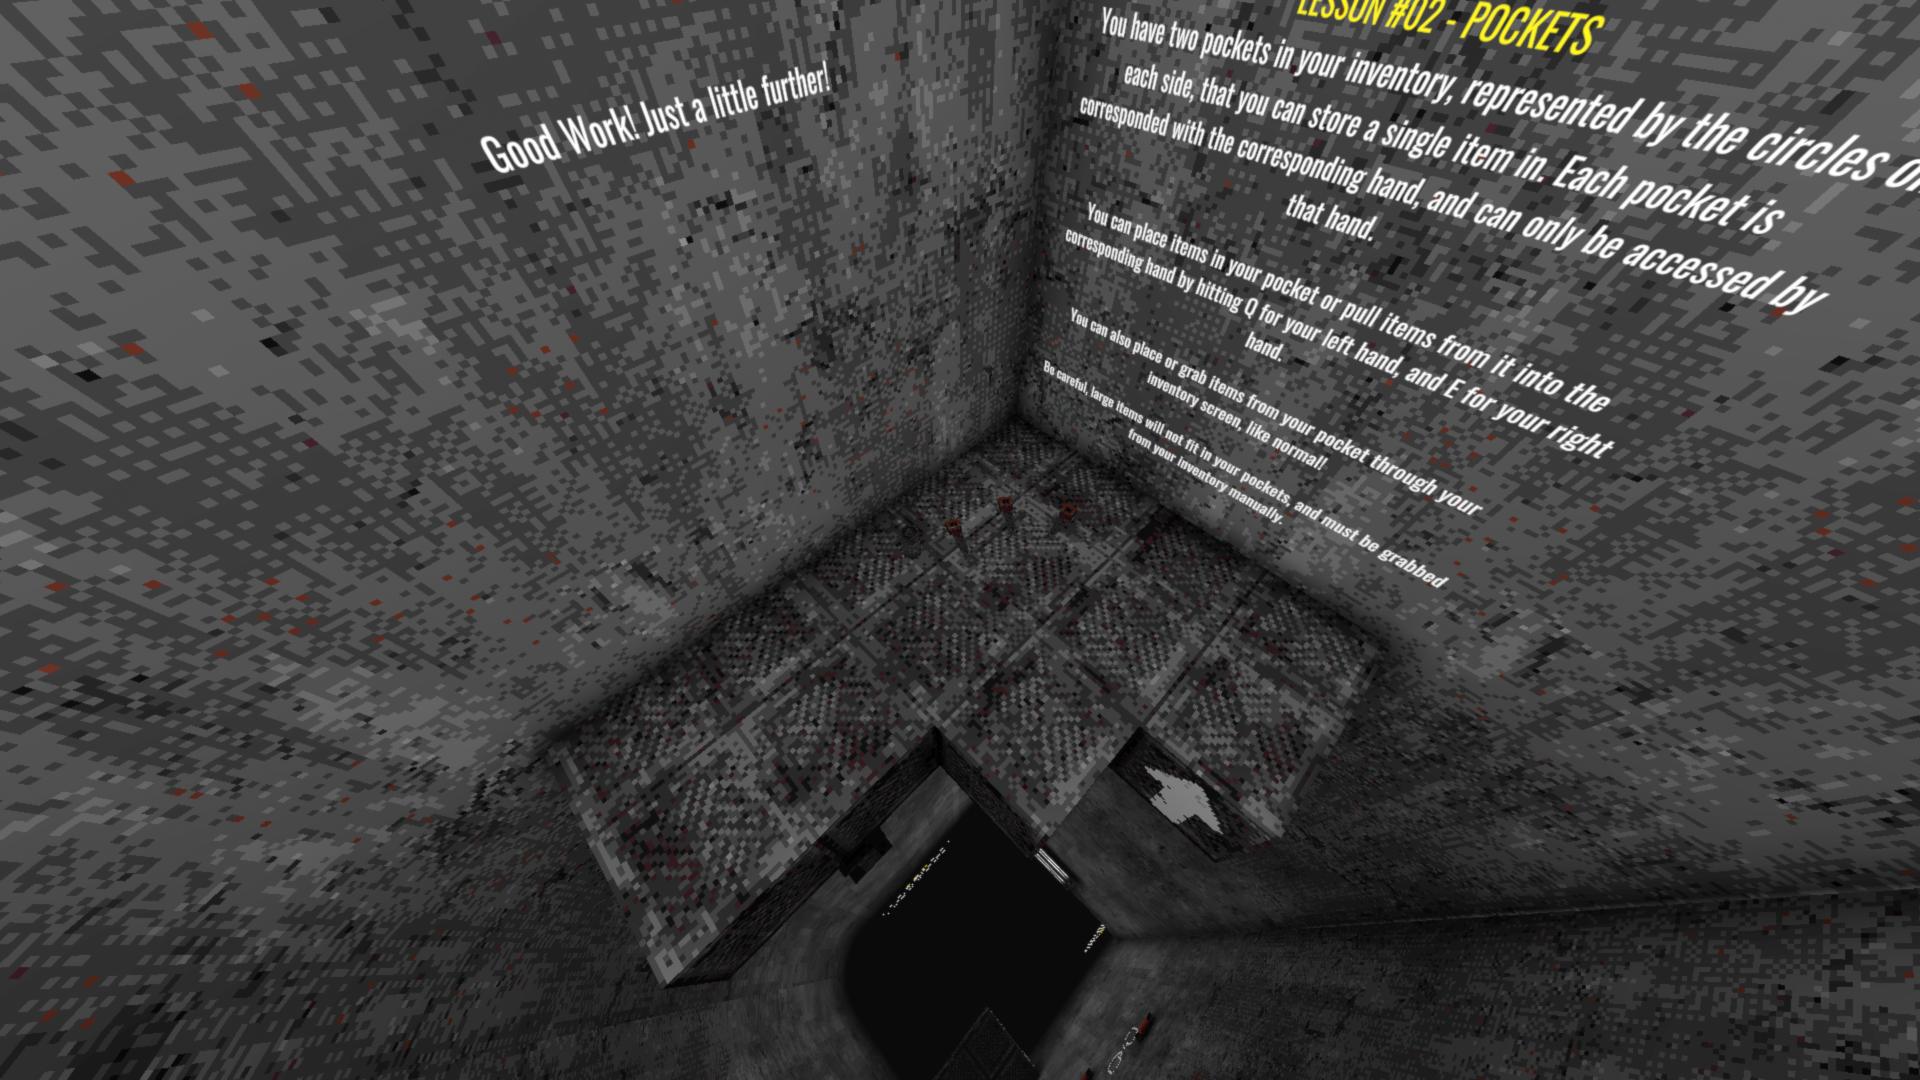 Good Work! Just a little further!
LESSON #02 - POCKETS
You have two pockets in your inventory, represented by the circles on
each side, that you can store a single item in. Each pocket is
corresponded with the corresponding hand, and can only be accessed by
that hand.
You can place items in your pocket or pull items from it into the
corresponding hand by hitting Q for your left hand, and E for your right
hand.
You can also place or grab items from your pocket through your
inventory screen, like normal!
Be careful, large items will not fit in your pockets, and must be grabbed
from your inventory manually.